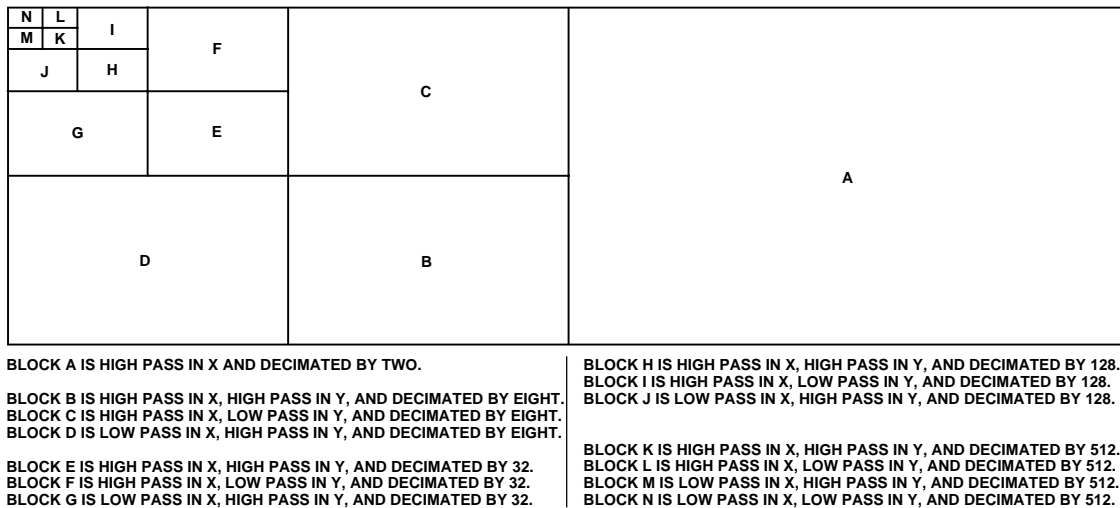 N L I F
M K
J H
C
G E
A
D B
BLOCK A IS HIGH PASS IN X AND DECIMATED BY TWO.
BLOCK B IS HIGH PASS IN X, HIGH PASS IN Y, AND DECIMATED BY EIGHT.
BLOCK C IS HIGH PASS IN X, LOW PASS IN Y, AND DECIMATED BY EIGHT.
BLOCK D IS LOW PASS IN X, HIGH PASS IN Y, AND DECIMATED BY EIGHT.
BLOCK E IS HIGH PASS IN X, HIGH PASS IN Y, AND DECIMATED BY 32.
BLOCK F IS HIGH PASS IN X, LOW PASS IN Y, AND DECIMATED BY 32.
BLOCK G IS LOW PASS IN X, HIGH PASS IN Y, AND DECIMATED BY 32.
BLOCK H IS HIGH PASS IN X, HIGH PASS IN Y, AND DECIMATED BY 128.
BLOCK I IS HIGH PASS IN X, LOW PASS IN Y, AND DECIMATED BY 128.
BLOCK J IS LOW PASS IN X, HIGH PASS IN Y, AND DECIMATED BY 128.
BLOCK K IS HIGH PASS IN X, HIGH PASS IN Y, AND DECIMATED BY 512.
BLOCK L IS HIGH PASS IN X, LOW PASS IN Y, AND DECIMATED BY 512.
BLOCK M IS LOW PASS IN X, HIGH PASS IN Y, AND DECIMATED BY 512.
BLOCK N IS LOW PASS IN X, LOW PASS IN Y, AND DECIMATED BY 512.